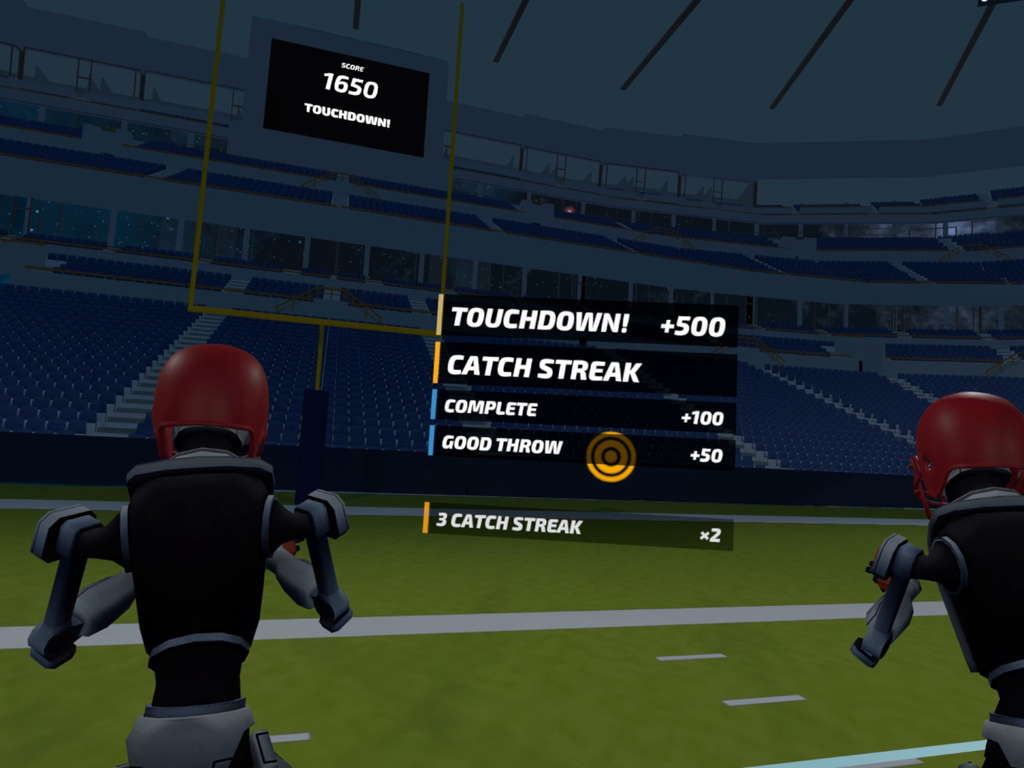 SCORE
1650
TOUCHDOWN!
TOUCHDOWN! +500
CATCH STREAK
COMPLETE +100
GOOD THROW +50
3 CATCH STREAK ×2